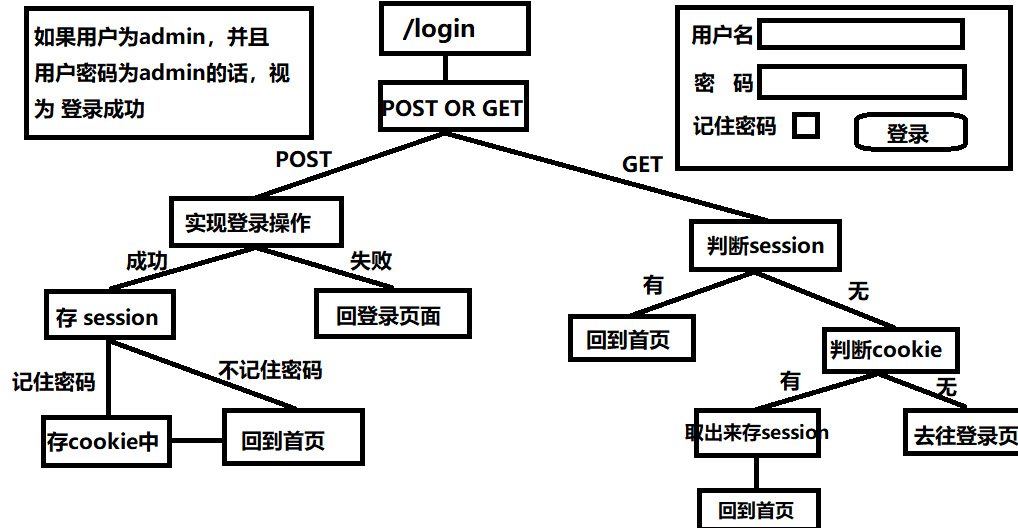 如果用户为admin，并且
用户密码为admin的话，视
为 登录成功
/login
POST OR GET
用户名
密 码
记住密码
登录
POST
GET
实现登录操作
判断session
成功
失败
有
无
存 session
回登录页面
回到首页
判断cookie
记住密码
不记住密码
有
无
存cookie中
回到首页
取出来存session
去往登录页
回到首页